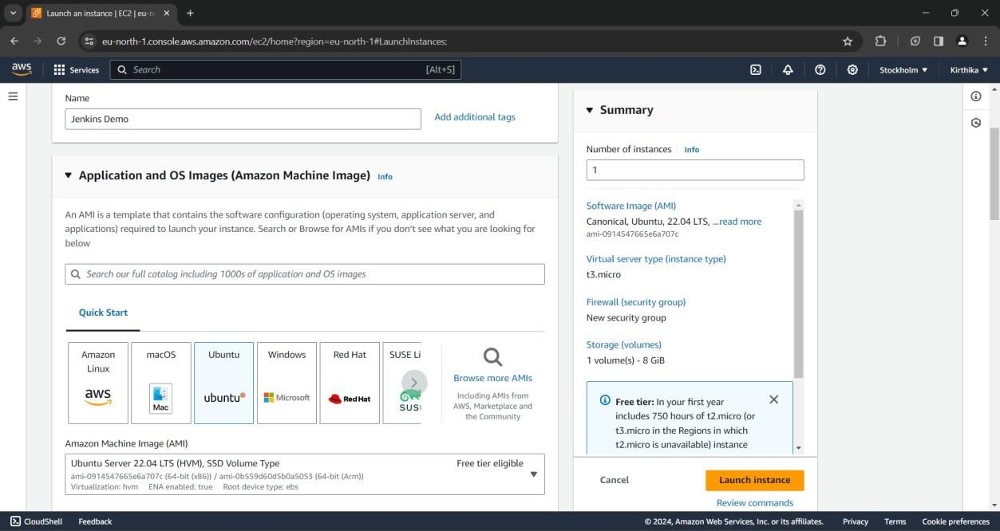 Launch an instance | EC2 | eu-n
eu-north-1.console.aws.amazon.com/ec2/home?region=eu-north-1#LaunchInstances:
aws
Services
Search
[Alt+S]
Stockholm
Kirthika
Name
Jenkins Demo
Add additional tags
Application and OS Images (Amazon Machine Image) Info
An AMI is a template that contains the software configuration (operating system, application server, and
applications) required to launch your instance. Search or Browse for AMIs if you don't see what you are looking for
below
Search our full catalog including 1000s of application and OS images
Quick Start
Amazon
Linux
aws
macOS
Mac
Ubuntu
ubuntu
Windows
Microsoft
Red Hat
Red Hat
SUSE Li
SUS
Browse more AMIs
Including AMIs from
AWS, Marketplace and
the Community
Amazon Machine Image (AMI)
Ubuntu Server 22.04 LTS (HVM), SSD Volume Type
Free tier eligible
ami-0914547665e6a707c (64-bit (x86)) / ami-0b559d60d5b0a5053 (64-bit (Arm))
Virtualization: hvm ENA enabled: true Root device type: ebs
Summary
Number of instances Info
1
Software Image (AMI)
Canonical, Ubuntu, 22.04 LTS, ...read more
ami-0914547665e6a707c
Virtual server type (instance type)
t3.micro
Firewall (security group)
New security group
Storage (volumes)
1 volume(s) - 8 GiB
Free tier: In your first year
includes 750 hours of t2.micro (or
t3.micro in the Regions in which
t2.micro is unavailable) instance
Cancel
Launch instance
Review commands
CloudShell
Feedback
© 2024, Amazon Web Services, Inc. or its affiliates.
Privacy
Terms
Cookie preferences